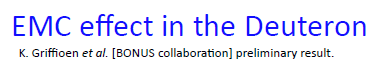 EMC effect in the Deuteron
K. Griffioen et al. [BONUS collaboration] preliminary result.